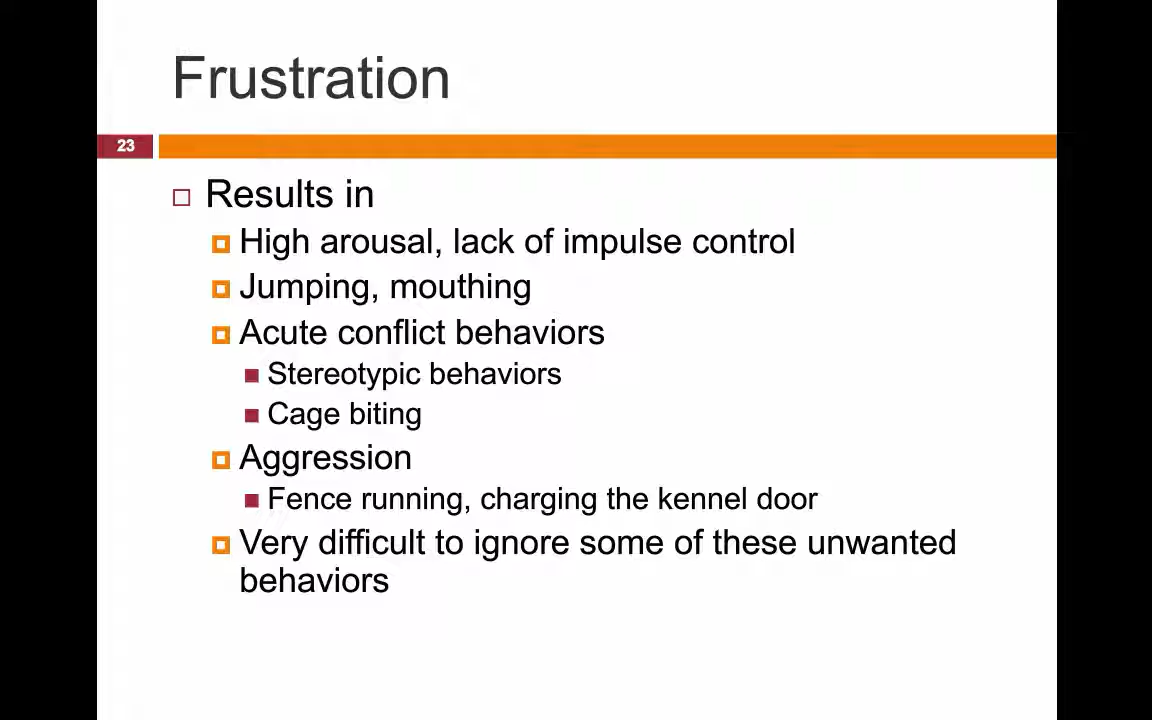 Frustration
23
Results in
High arousal, lack of impulse control
Jumping, mouthing
Acute conflict behaviors
Stereotypic behaviors
Cage biting
Aggression
Fence running, charging the kennel door
Very difficult to ignore some of these unwanted
behaviors